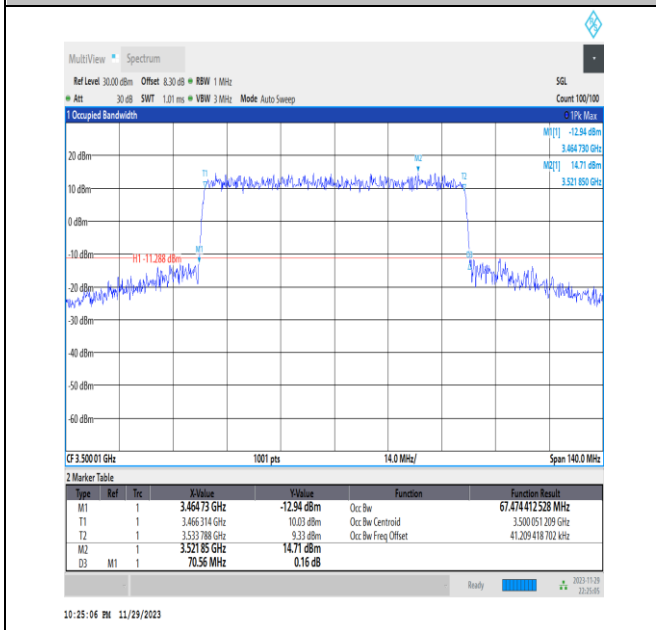 MultiView Spectrum
Ref Level 30.00 dBm Offset 8.30 dB RBW 1 MHz SGL
Att 30 dB SWT 1.01 ms VBW 3 MHz Mode Auto Sweep Count 100/100
1 Occupied Bandwidth 1Pk Max
M1[1] -12.94 dBm
3.464 730 GHz
M2[1] 14.71 dBm
3.521 850 GHz
20 dBm
M2
T1 T2
10 dBm
0 dBm
M1
-10 dBm
H1 -11.288 dBm
-20 dBm
-30 dBm
-40 dBm
-50 dBm
-60 dBm
CF 3.500 01 GHz 1001 pts 14.0 MHz/ Span 140.0 MHz
2 Marker Table
Type Ref Trc X-Value Y-Value Function Function Result
M1 1 3.464 73 GHz -12.94 dBm Occ Bw 67.474 412 528 MHz
T1 1 3.466 314 GHz 10.03 dBm Occ Bw Centroid 3.500 051 209 GHz
T2 1 3.533 788 GHz 9.33 dBm Occ Bw Freq Offset 41.209 418 702 kHz
M2 1 3.521 85 GHz 14.71 dBm
D3 M1 1 70.56 MHz 0.16 dB
Ready 2023-11-29
22:25:05
10:25:06 PM 11/29/2023